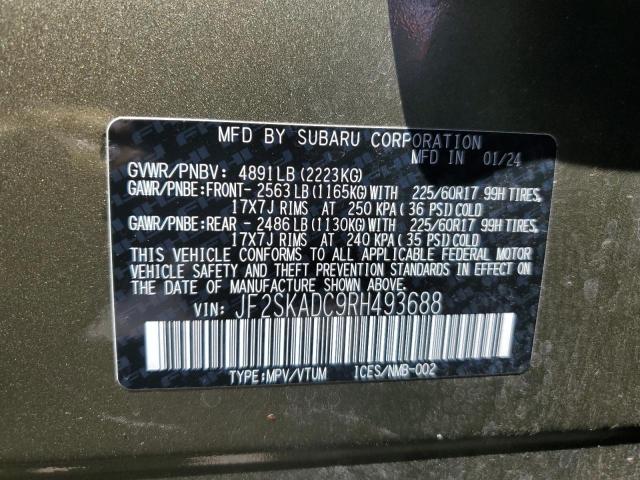 MFD BY SUBARU CORPORATION
MFD IN 01/24
GVWR/PNBV: 4891LB (2223KG)
GAWR/PNBE:FRONT- 2563LB (1165KG) WITH 225/60R17 99H TIRES,
17X7J RIMS AT 250 KPA (36 PSI) COLD
GAWR/PNBE:REAR - 2486LB (1130KG) WITH 225/60R17 99H TIRES,
17X7J RIMS AT 240 KPA (35 PSI) COLD
THIS VEHICLE CONFORMS TO ALL APPLICABLE FEDERAL MOTOR
VEHICLE SAFETY AND THEFT PREVENTION STANDARDS IN EFFECT ON
THE DATE OF MANUFACTURE SHOWN ABOVE.
VIN: JF2SKADC9RH493688
TYPE:MPV/VTUM ICES/NMB-002